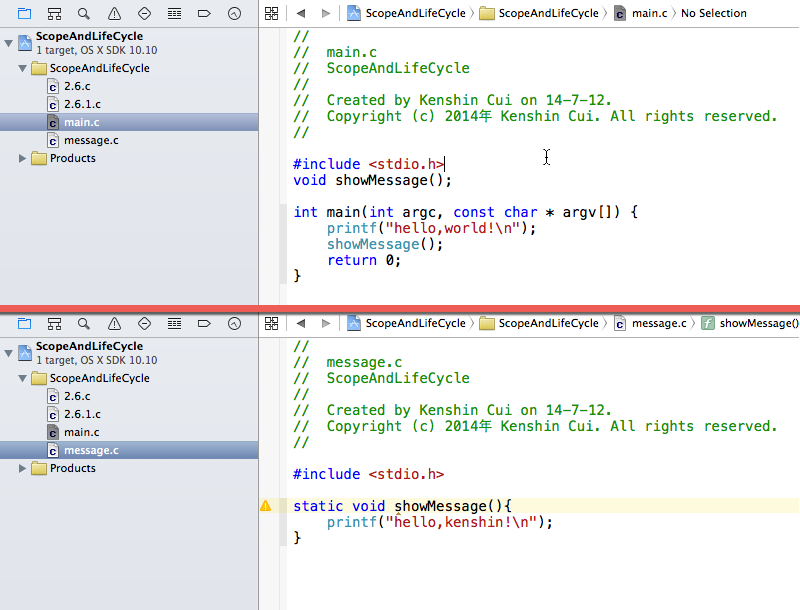 ScopeAndLifeCycle
1 target, OS X SDK 10.10
ScopeAndLifeCycle
2.6.c
2.6.1.c
main.c
message.c
Products
ScopeAndLifeCycle 〉 ScopeAndLifeCycle 〉 main.c 〉 No Selection
//
//  main.c
//  ScopeAndLifeCycle
//
//  Created by Kenshin Cui on 14-7-12.
//  Copyright (c) 2014年 Kenshin Cui. All rights reserved.
//
#include <stdio.h>
void showMessage();
int main(int argc, const char * argv[]) {
    printf("hello,world!\n");
    showMessage();
    return 0;
}
ScopeAndLifeCycle
1 target, OS X SDK 10.10
ScopeAndLifeCycle
2.6.c
2.6.1.c
main.c
message.c
Products
ScopeAndLifeCycle 〉 ScopeAndLifeCycle 〉 message.c 〉 showMessage()
//
//  message.c
//  ScopeAndLifeCycle
//
//  Created by Kenshin Cui on 14-7-12.
//  Copyright (c) 2014年 Kenshin Cui. All rights reserved.
//
#include <stdio.h>
static void showMessage(){
    printf("hello,kenshin!\n");
}